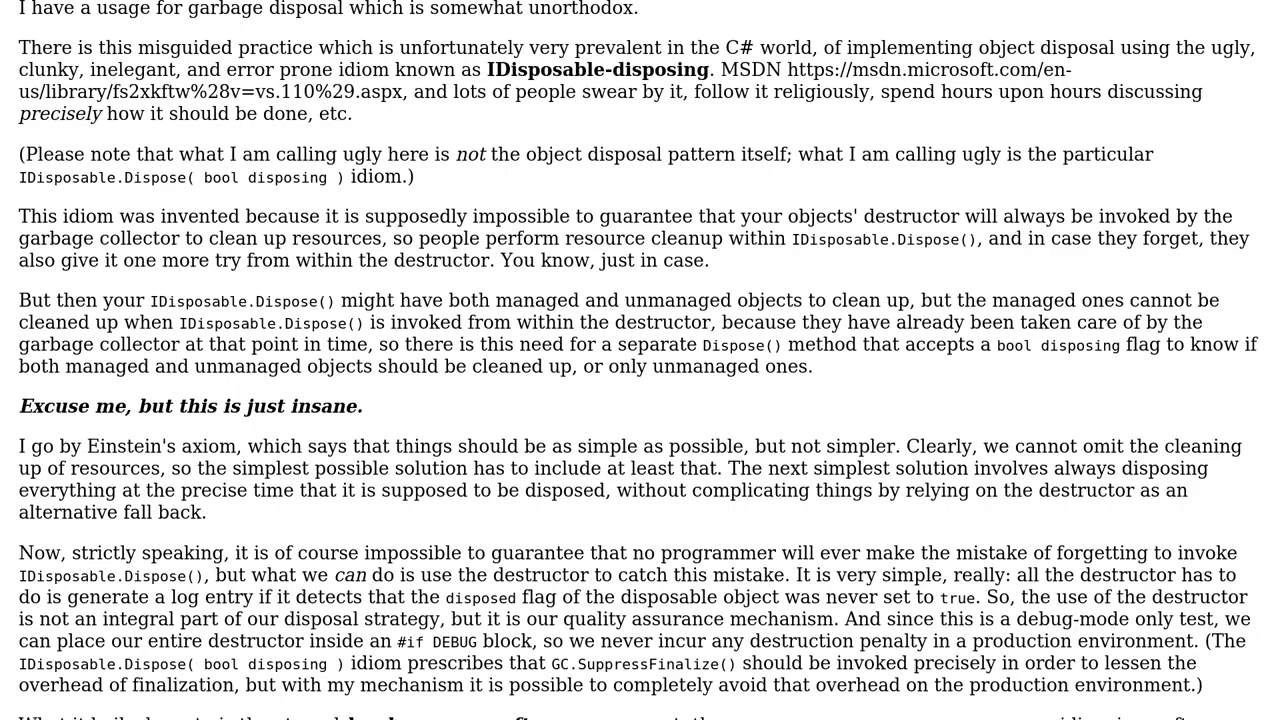 I have a usage for garbage disposal which is somewhat unorthodox.
There is this misguided practice which is unfortunately very prevalent in the C# world, of implementing object disposal using the ugly,
clunky, inelegant, and error prone idiom known as IDisposable-disposing. MSDN https://msdn.microsoft.com/en-
us/library/fs2xkftw%28v=vs.110%29.aspx, and lots of people swear by it, follow it religiously, spend hours upon hours discussing
precisely how it should be done, etc.
(Please note that what I am calling ugly here is not the object disposal pattern itself; what I am calling ugly is the particular
IDisposable.Dispose( bool disposing ) idiom.)
This idiom was invented because it is supposedly impossible to guarantee that your objects' destructor will always be invoked by the
garbage collector to clean up resources, so people perform resource cleanup within IDisposable.Dispose(), and in case they forget, they
also give it one more try from within the destructor. You know, just in case.
But then your IDisposable.Dispose() might have both managed and unmanaged objects to clean up, but the managed ones cannot be
cleaned up when IDisposable.Dispose() is invoked from within the destructor, because they have already been taken care of by the
garbage collector at that point in time, so there is this need for a separate Dispose() method that accepts a bool disposing flag to know if
both managed and unmanaged objects should be cleaned up, or only unmanaged ones.
Excuse me, but this is just insane.
I go by Einstein's axiom, which says that things should be as simple as possible, but not simpler. Clearly, we cannot omit the cleaning
up of resources, so the simplest possible solution has to include at least that. The next simplest solution involves always disposing
everything at the precise time that it is supposed to be disposed, without complicating things by relying on the destructor as an
alternative fall back.
Now, strictly speaking, it is of course impossible to guarantee that no programmer will ever make the mistake of forgetting to invoke
IDisposable.Dispose(), but what we can do is use the destructor to catch this mistake. It is very simple, really: all the destructor has to
do is generate a log entry if it detects that the disposed flag of the disposable object was never set to true. So, the use of the destructor
is not an integral part of our disposal strategy, but it is our quality assurance mechanism. And since this is a debug-mode only test, we
can place our entire destructor inside an #if DEBUG block, so we never incur any destruction penalty in a production environment. (The
IDisposable.Dispose( bool disposing ) idiom prescribes that GC.SuppressFinalize() should be invoked precisely in order to lessen the
overhead of finalization, but with my mechanism it is possible to completely avoid that overhead on the production environment.)